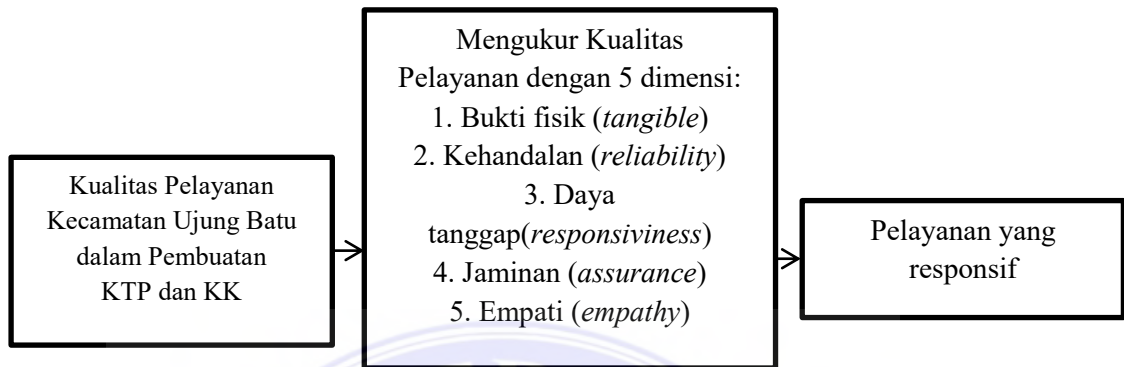 Kualitas Pelayanan
Kecamatan Ujung Batu
dalam Pembuatan
KTP dan KK
Mengukur Kualitas
Pelayanan dengan 5 dimensi:
1. Bukti fisik (tangible)
2. Kehandalan (reliability)
3. Daya
tanggap(responsiviness)
4. Jaminan (assurance)
5. Empati (empathy)
Pelayanan yang
responsif